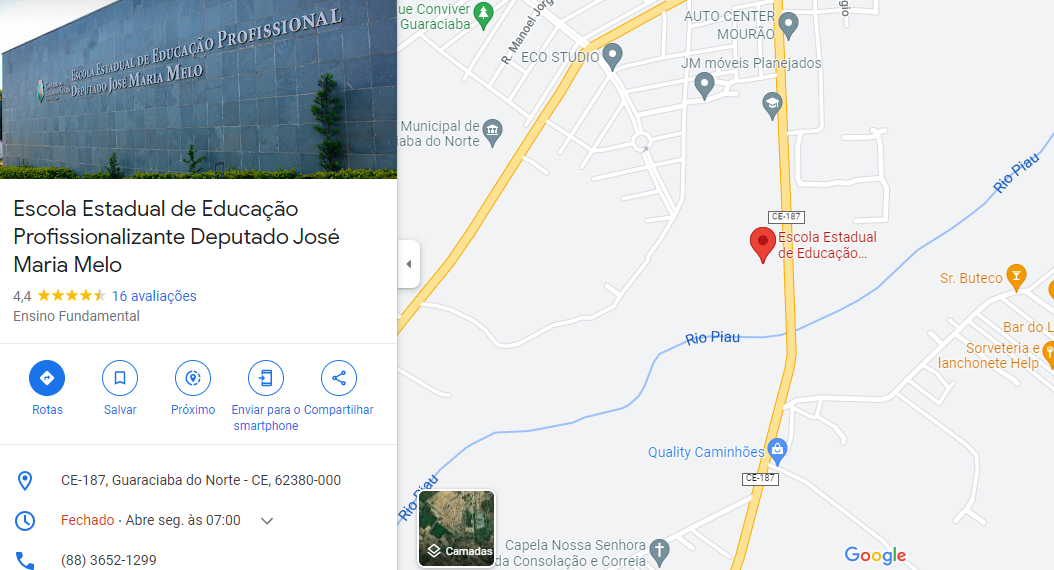 ESCOLA ESTADUAL DE EDUCAÇÃO PROFISSIONAL
DEPUTADO JOSÉ MARIA MELO
Escola Estadual de Educação
Profissionalizante Deputado José
Maria Melo
4,4 16 avaliações
Ensino Fundamental
Rotas
Salvar
Próximo
Enviar para o
smartphone
Compartilhar
CE-187, Guaraciaba do Norte - CE, 62380-000
Fechado · Abre seg. às 07:00
(88) 3652-1299
ue Conviver
Guaraciaba
R. Manoel Jorg
AUTO CENTER
MOURÃO
ECO STUDIO
JM móveis Planejados
Municipal de
iaba do Norte
Rio Piau
CE-187
Escola Estadual
de Educação...
Sr. Buteco
Rio Piau
Bar do L
Sorveteria e
lanchonete Help
Quality Caminhões
CE-187
Rio Piau
Camadas
Capela Nossa Senhora
da Consolação e Correia
Google